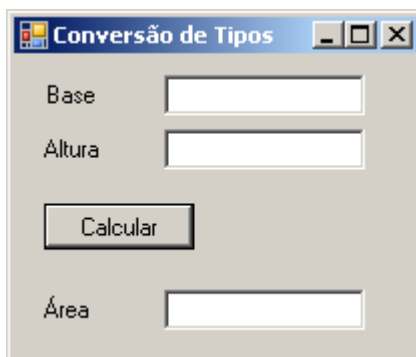 Conversão de Tipos
Base
Altura
Calcular
Área